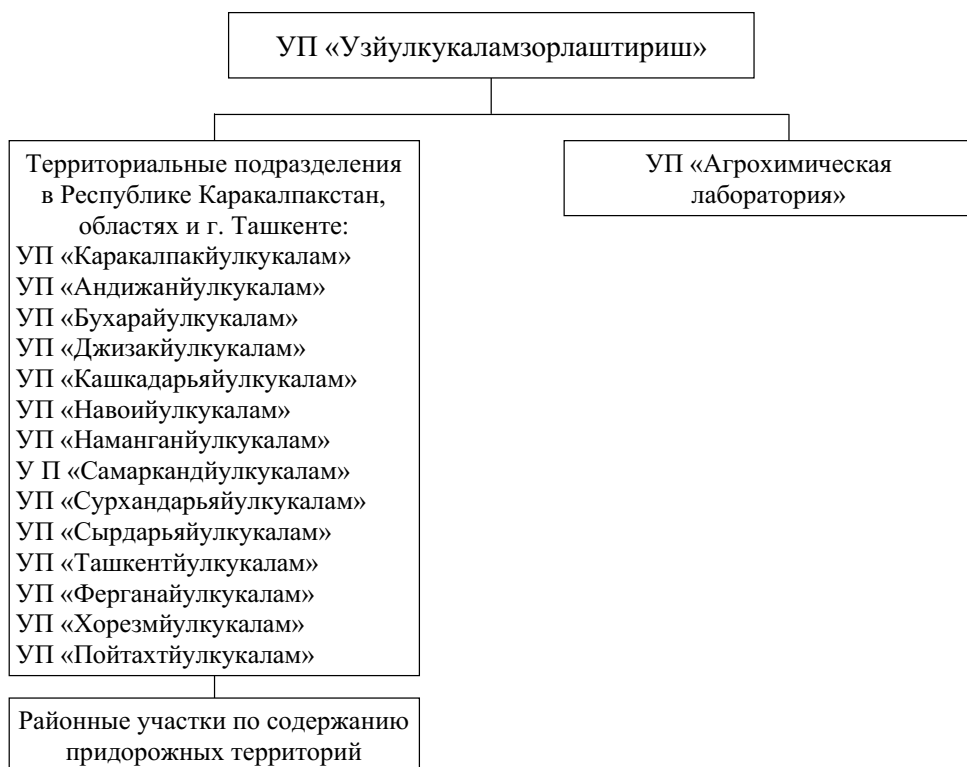 УП «Узйулкукаламзорлаштириш»
Территориальные подразделения
в Республике Каракалпакстан,
областях и г. Ташкенте:
УП «Каракалпакйулкукалам»
УП «Андижанйулкукалам»
УП «Бухарайулкукалам»
УП «Джизакйулкукалам»
УП «Кашкадарьяйулкукалам»
УП «Навоийулкукалам»
УП «Наманганйулкукалам»
У П «Самаркандйулкукалам»
УП «Сурхандарьяйулкукалам»
УП «Сырдарьяйулкукалам»
УП «Ташкентйулкукалам»
УП «Ферганайулкукалам»
УП «Хорезмйулкукалам»
УП «Пойтахтйулкукалам»
Районные участки по содержанию
придорожных территорий
УП «Агрохимическая
лаборатория»